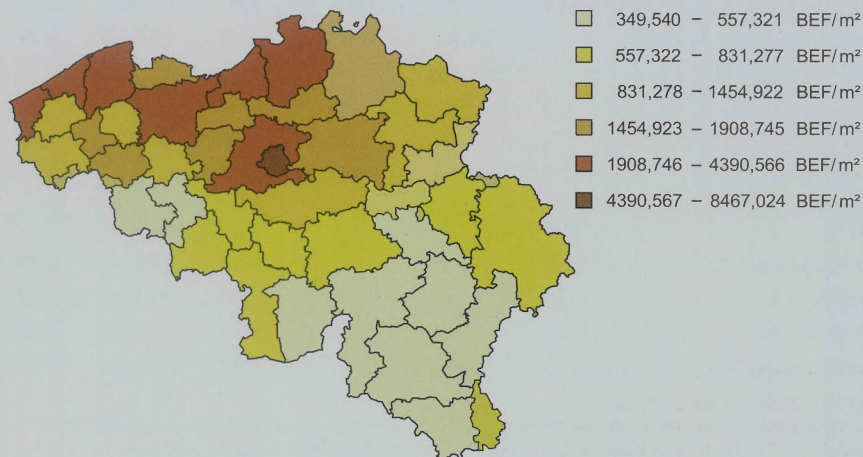 349,540 – 557,321 BEF/m²
557,322 – 831,277 BEF/m²
831,278 – 1454,922 BEF/m²
1454,923 – 1908,745 BEF/m²
1908,746 – 4390,566 BEF/m²
4390,567 – 8467,024 BEF/m²